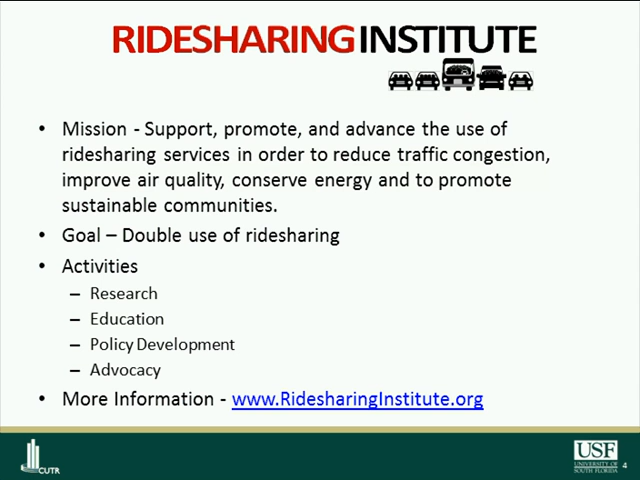 RIDESHARINGINSTITUTE
• Mission - Support, promote, and advance the use of
ridesharing services in order to reduce traffic congestion,
improve air quality, conserve energy and to promote
sustainable communities.
• Goal – Double use of ridesharing
• Activities
– Research
– Education
– Policy Development
– Advocacy
• More Information - www.RidesharingInstitute.org
CUTR
USF
UNIVERSITY OF
SOUTH FLORIDA
4